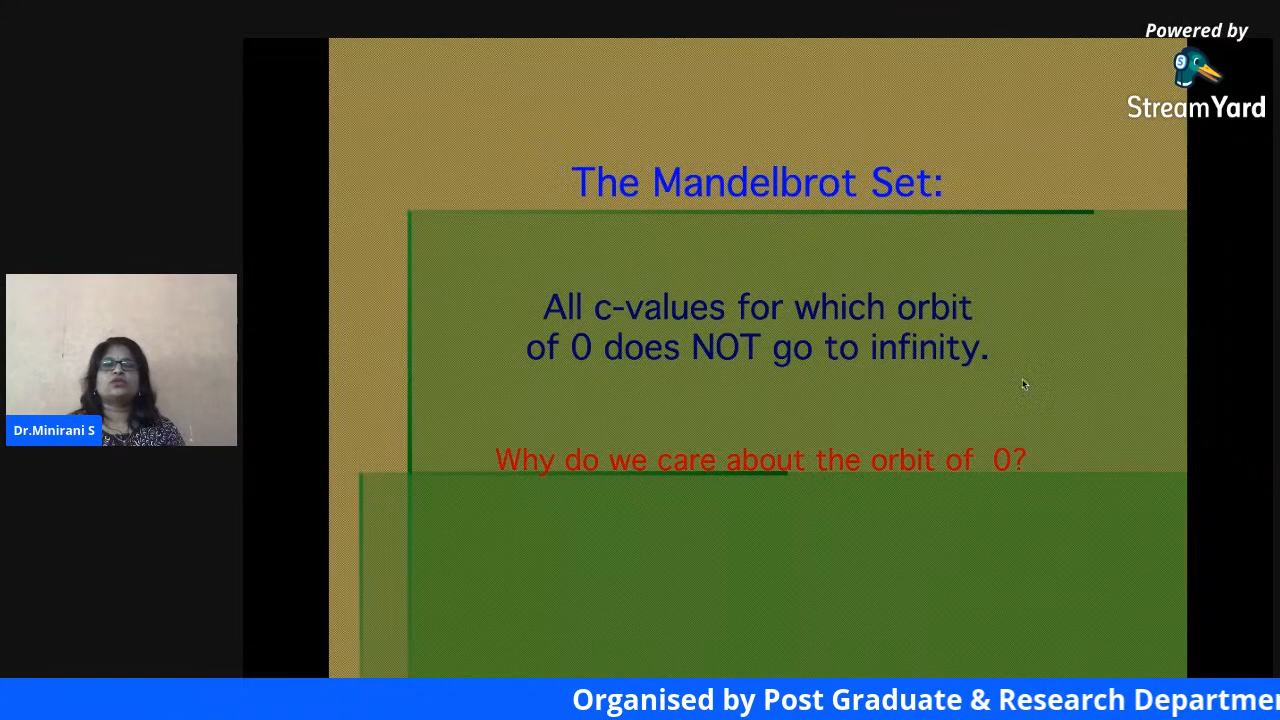 Powered by
StreamYard
The Mandelbrot Set:
All c-values for which orbit
of 0 does NOT go to infinity.
Why do we care about the orbit of 0?
Dr.Minirani S
Organised by Post Graduate & Research Departme